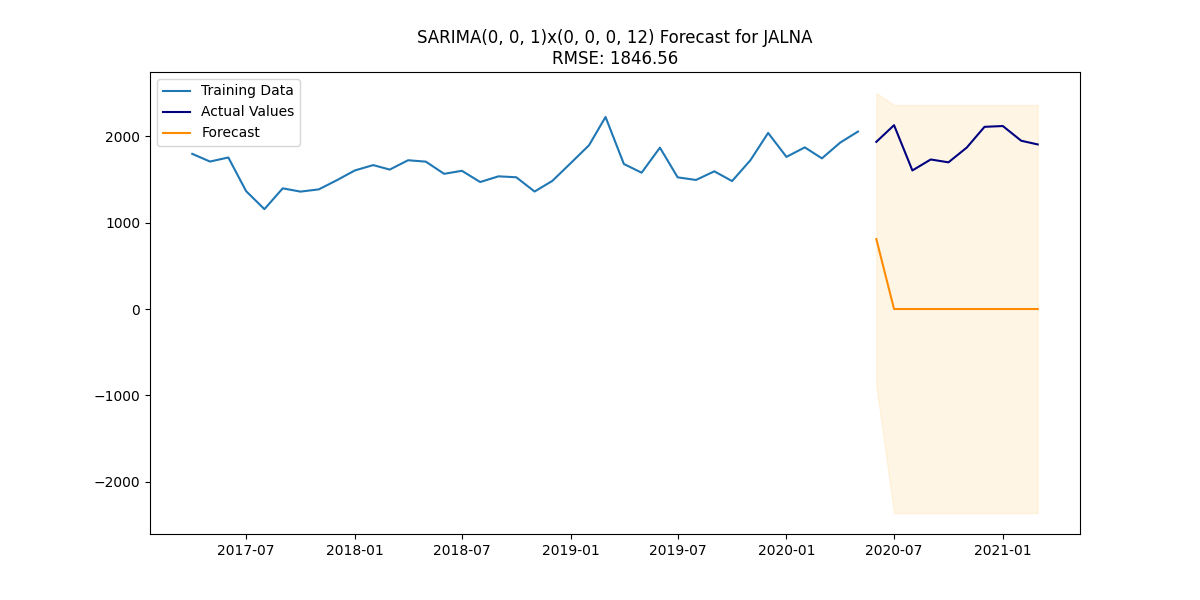 SARIMA(0, 0, 1)x(0, 0, 0, 12) Forecast for JALNA
RMSE: 1846.56
Training Data
Actual Values
Forecast
2000
1000
0
−1000
−2000
2017-07 2018-01 2018-07 2019-01 2019-07 2020-01 2020-07 2021-01